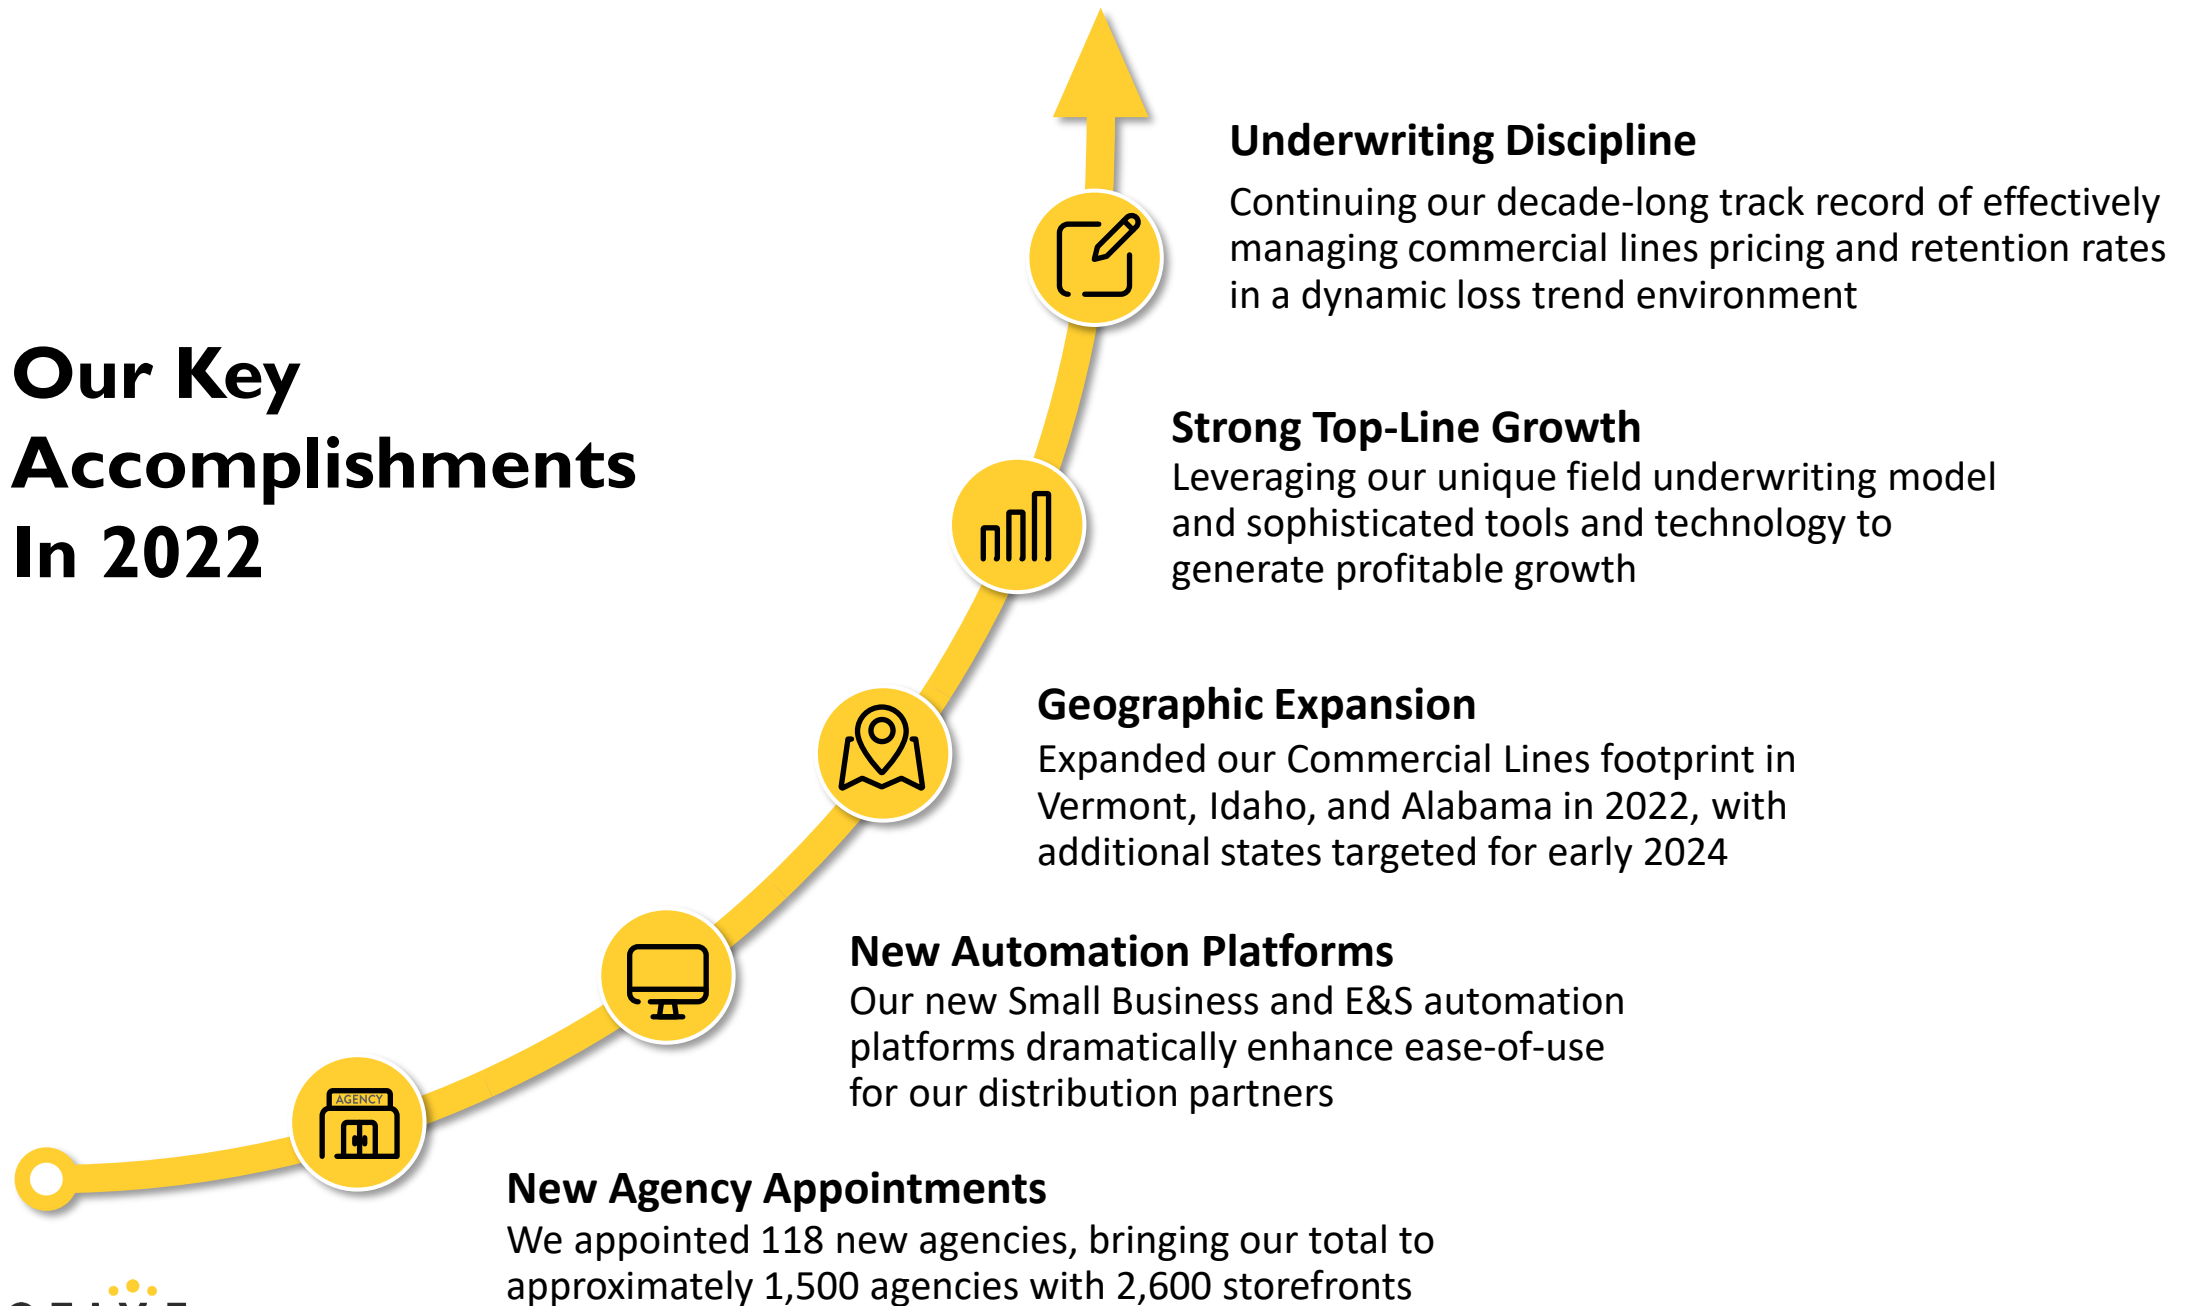 Our Key
Accomplishments
In 2022
Underwriting Discipline
Continuing our decade-long track record of effectively
managing commercial lines pricing and retention rates
in a dynamic loss trend environment
Strong Top-Line Growth
Leveraging our unique field underwriting model
and sophisticated tools and technology to
generate profitable growth
Geographic Expansion
Expanded our Commercial Lines footprint in
Vermont, Idaho, and Alabama in 2022, with
additional states targeted for early 2024
New Automation Platforms
Our new Small Business and E&S automation
platforms dramatically enhance ease-of-use
for our distribution partners
AGENCY
New Agency Appointments
We appointed 118 new agencies, bringing our total to
approximately 1,500 agencies with 2,600 storefronts